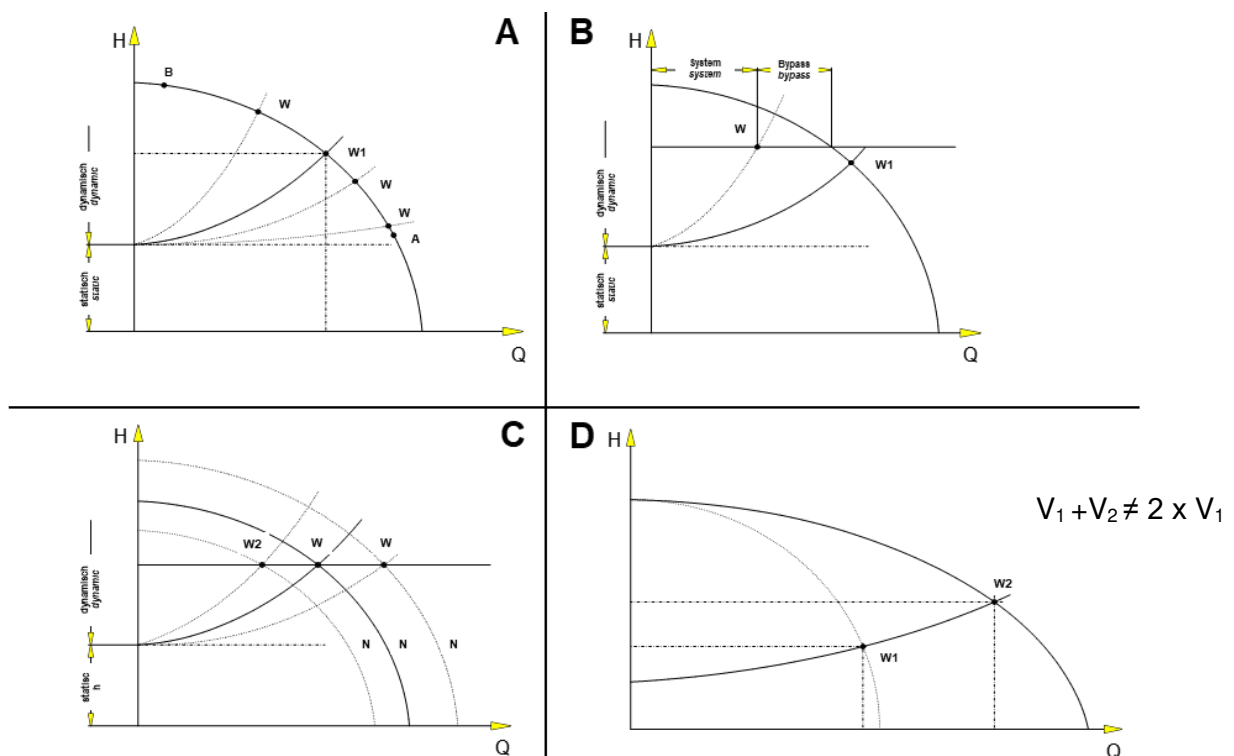 A
H
B
W
W1
W
W
A
dynamisch
dynamic
statisch
static
Q
B
H
System
system
Bypass
bypass
W
W1
dynamisch
dynamic
statisch
static
Q
C
H
W2
W
W
N
N
N
dynamisch
dynamic
statisc
h
Q
D
H
V₁ +V₂ ≠ 2 x V₁
W2
W1
Q